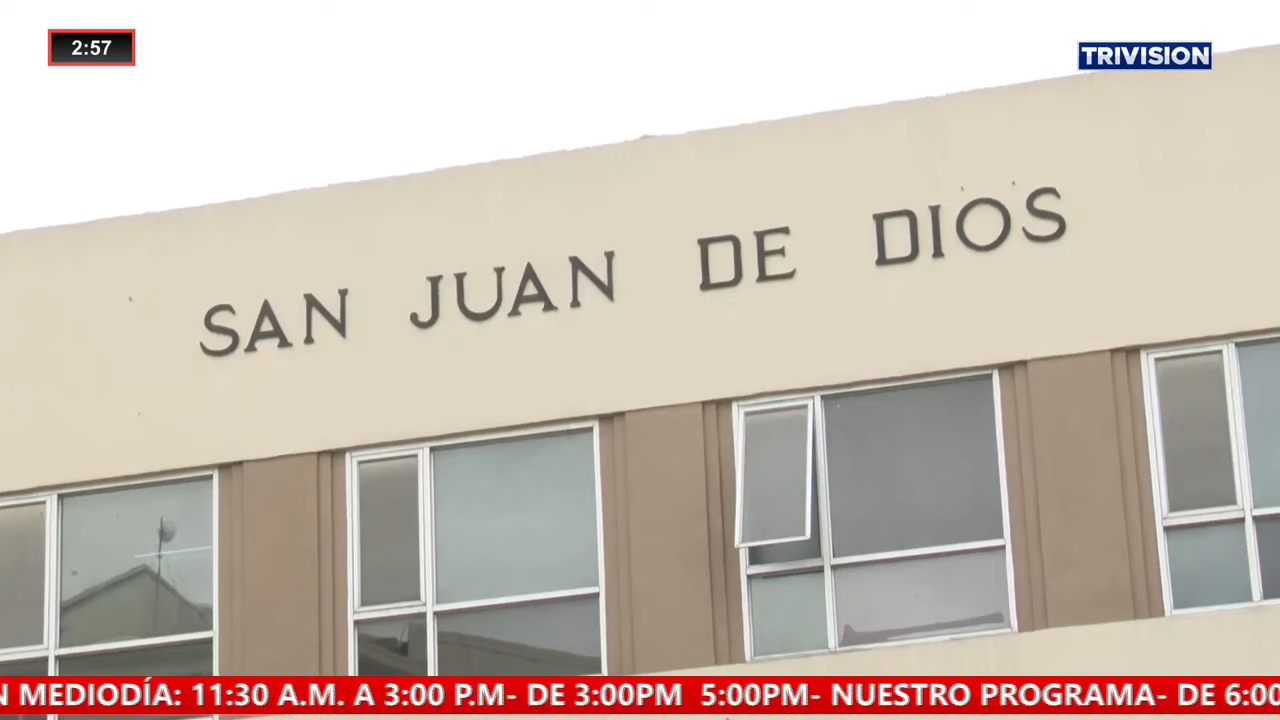 2:57
TRIVISION
SAN JUAN DE DIOS
N MEDIODÍA: 11:30 A.M. A 3:00 P.M- DE 3:00PM 5:00PM- NUESTRO PROGRAMA- DE 6:00